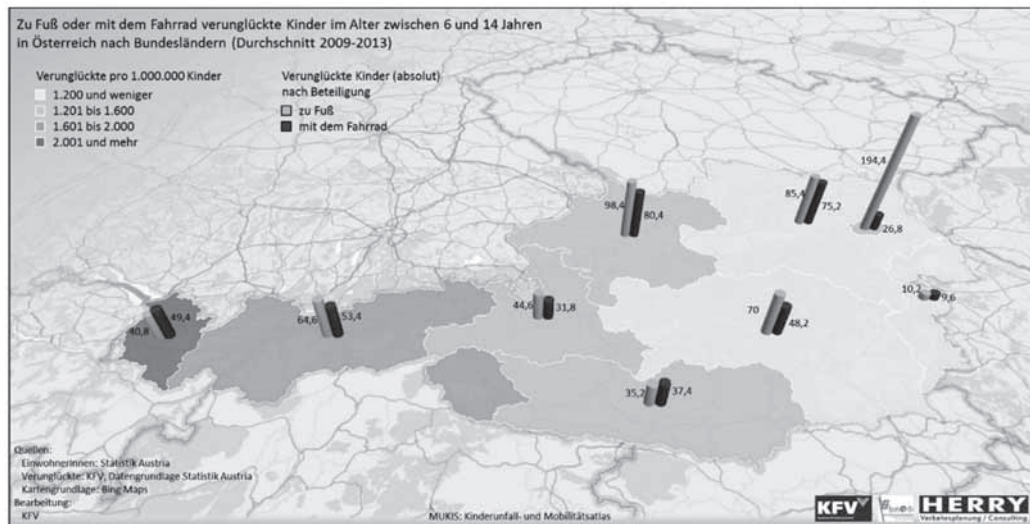 Zu Fuß oder mit dem Fahrrad verunglückte Kinder im Alter zwischen 6 und 14 Jahren
in Österreich nach Bundesländern (Durchschnitt 2009-2013)
Verunglückte pro 1.000.000 Kinder
1.200 und weniger
1.201 bis 1.600
1.601 bis 2.000
2.001 und mehr
Verunglückte Kinder (absolut)
nach Beteiligung
zu Fuß
mit dem Fahrrad
194,4
26,8
85,4
75,2
98,4
80,4
10,2
9,6
44,6
31,8
70
48,2
40,8
49,4
64,6
53,4
35,2
37,4
Quellen:
EinwohnerInnen: Statistik Austria
Verunglückte: KFV, Datengrundlage Statistik Austria
Kartengrundlage: Bing Maps
Bearbeitung:
KFV
MUKIS: Kinderunfall- und Mobilitätsatlas
KFV
HERRY
Verkehrsplanung / Consulting